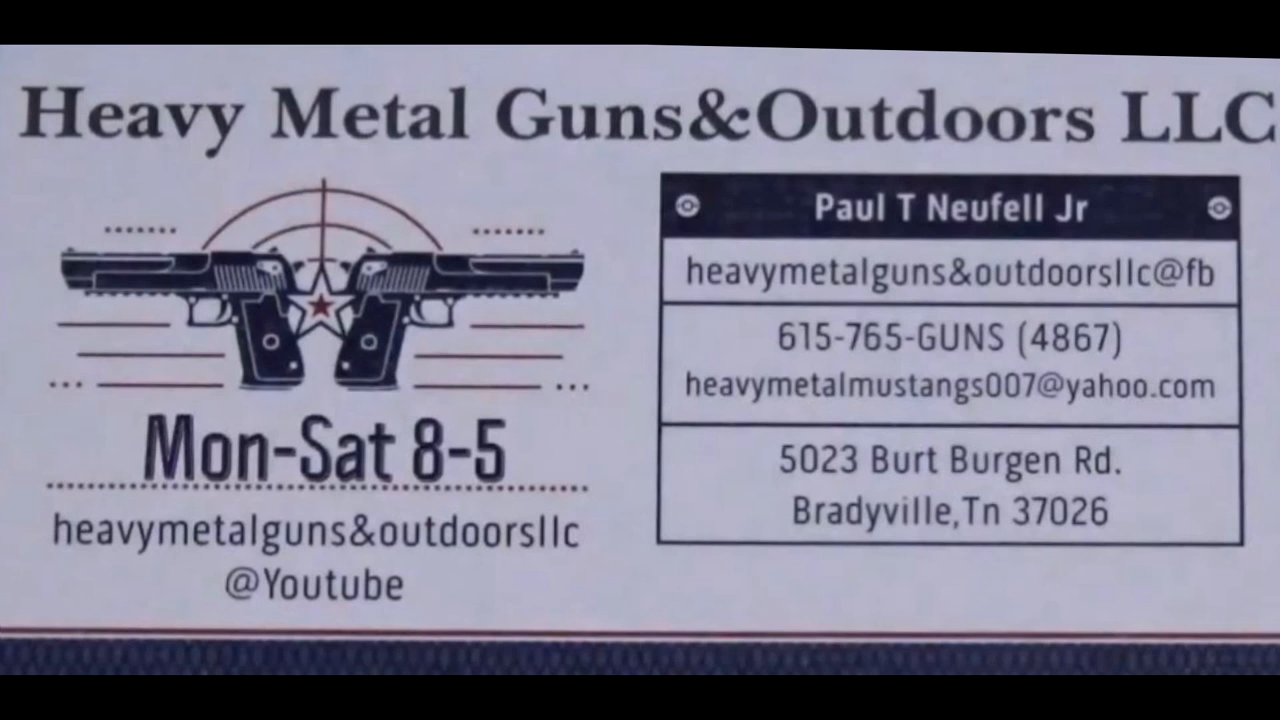 Heavy Metal Guns&Outdoors LLC
Mon-Sat 8-5
heavymetalguns&outdoorsllc
@Youtube
Paul T Neufell Jr
heavymetalguns&outdoorsllc@fb
615-765-GUNS (4867)
heavymetalmustangs007@yahoo.com
5023 Burt Burgen Rd.
Bradyville,Tn 37026